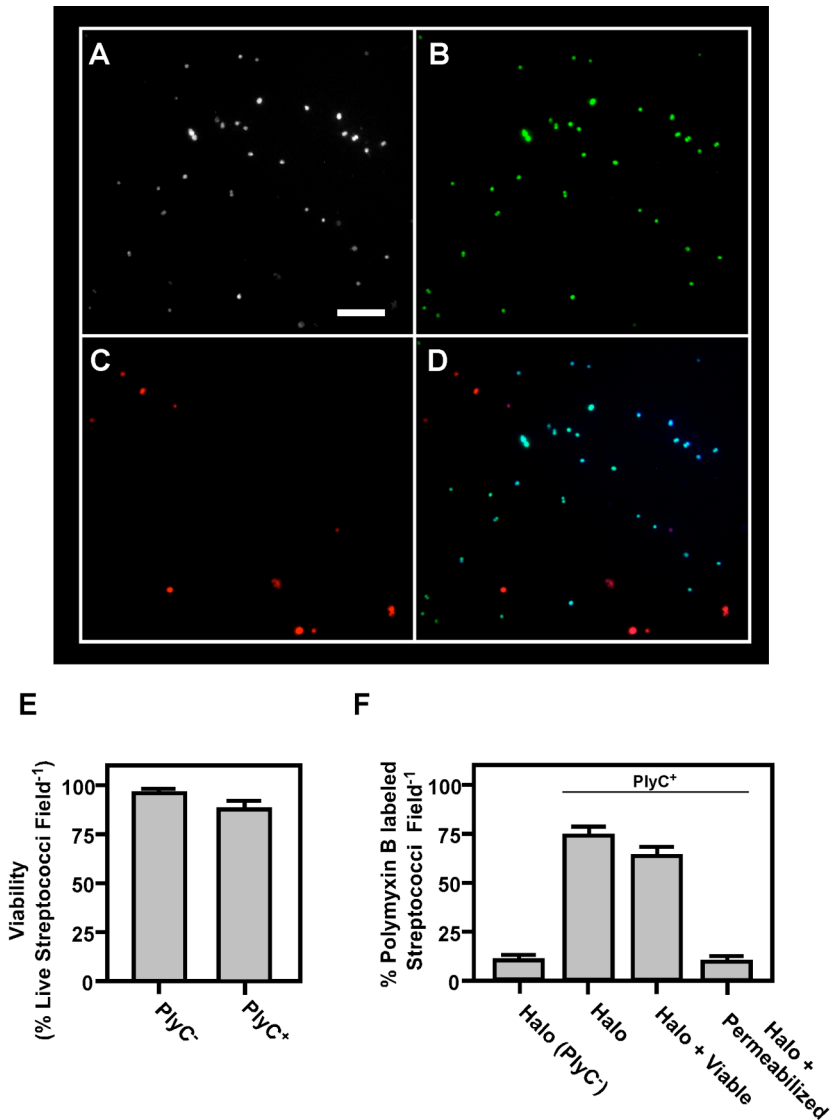 A
B
C
D
E
F
Viability
(% Live Streptococci Field⁻¹)
100
75
50
25
0
PlyC⁻
PlyC⁺
% Polymyxin B labeled
Streptococci Field⁻¹
100
75
50
25
0
PlyC⁺
Halo (PlyC⁻)
Halo
Halo + Viable
Halo +
Permeabilized